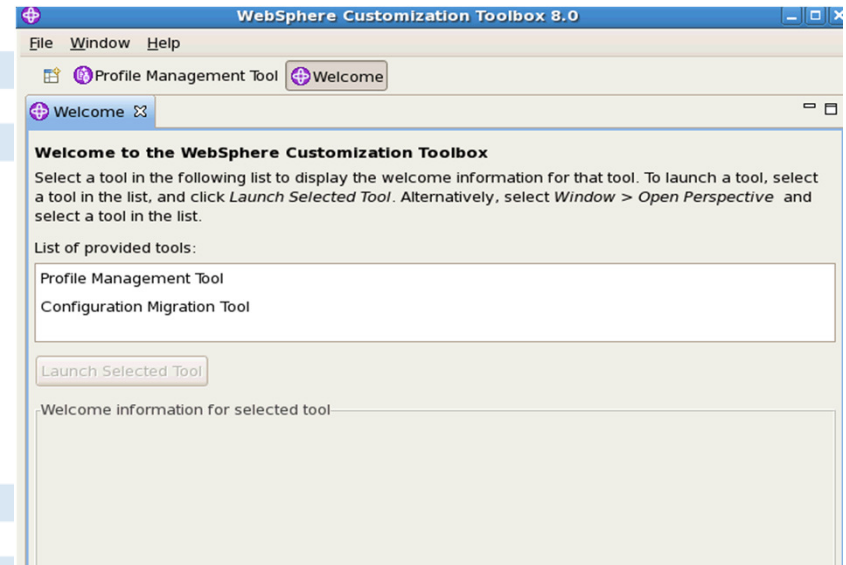 WebSphere Customization Toolbox 8.0
File Window Help
Profile Management Tool Welcome
Welcome
Welcome to the WebSphere Customization Toolbox
Select a tool in the following list to display the welcome information for that tool. To launch a tool, select
a tool in the list, and click Launch Selected Tool. Alternatively, select Window > Open Perspective and
select a tool in the list.
List of provided tools:
Profile Management Tool
Configuration Migration Tool
Launch Selected Tool
Welcome information for selected tool